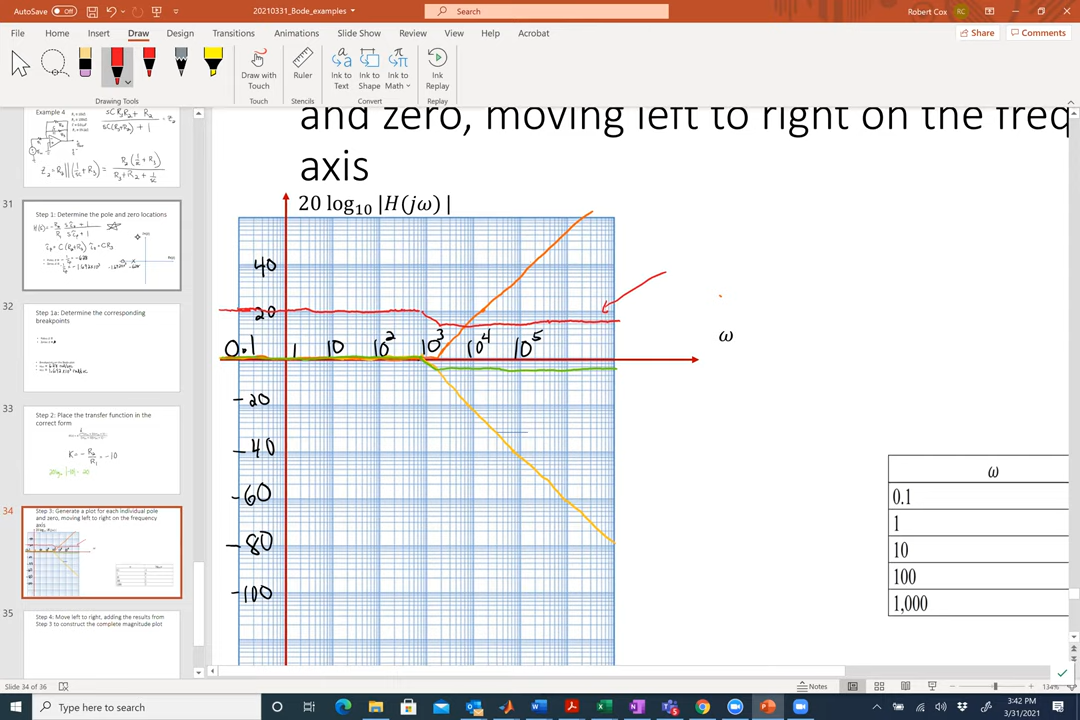 AutoSave Off
20210331_Bode_examples
Search
Robert Cox RC
File Home Insert Draw Design Transitions Animations Slide Show Review View Help Acrobat
Share Comments
Draw with Touch
Ruler
Ink to Text
Ink to Shape
Ink to Math
Ink Replay
Drawing Tools
Touch
Stencils
Convert
Replay
Example 4
31
Step 1: Determine the pole and zero locations
32
Step 1a: Determine the corresponding
breakpoints
33
Step 2: Place the transfer function in the
correct form
K = - R2/R1 = -10
34
Step 3: Generate a plot for each individual pole
and zero, moving left to right on the frequency
axis
35
Step 4: Move left to right, adding the results from
Step 3 to construct the complete magnitude plot
and zero, moving left to right on the freq
axis
20 log₁₀ |H(jω) |
40
20
0.1 1 10 10² 10³ 10⁴ 10⁵
ω
-20
-40
-60
-80
-100
ω
0.1
1
10
100
1,000
Slide 34 of 36
Notes
134%
Type here to search
3:42 PM
3/31/2021